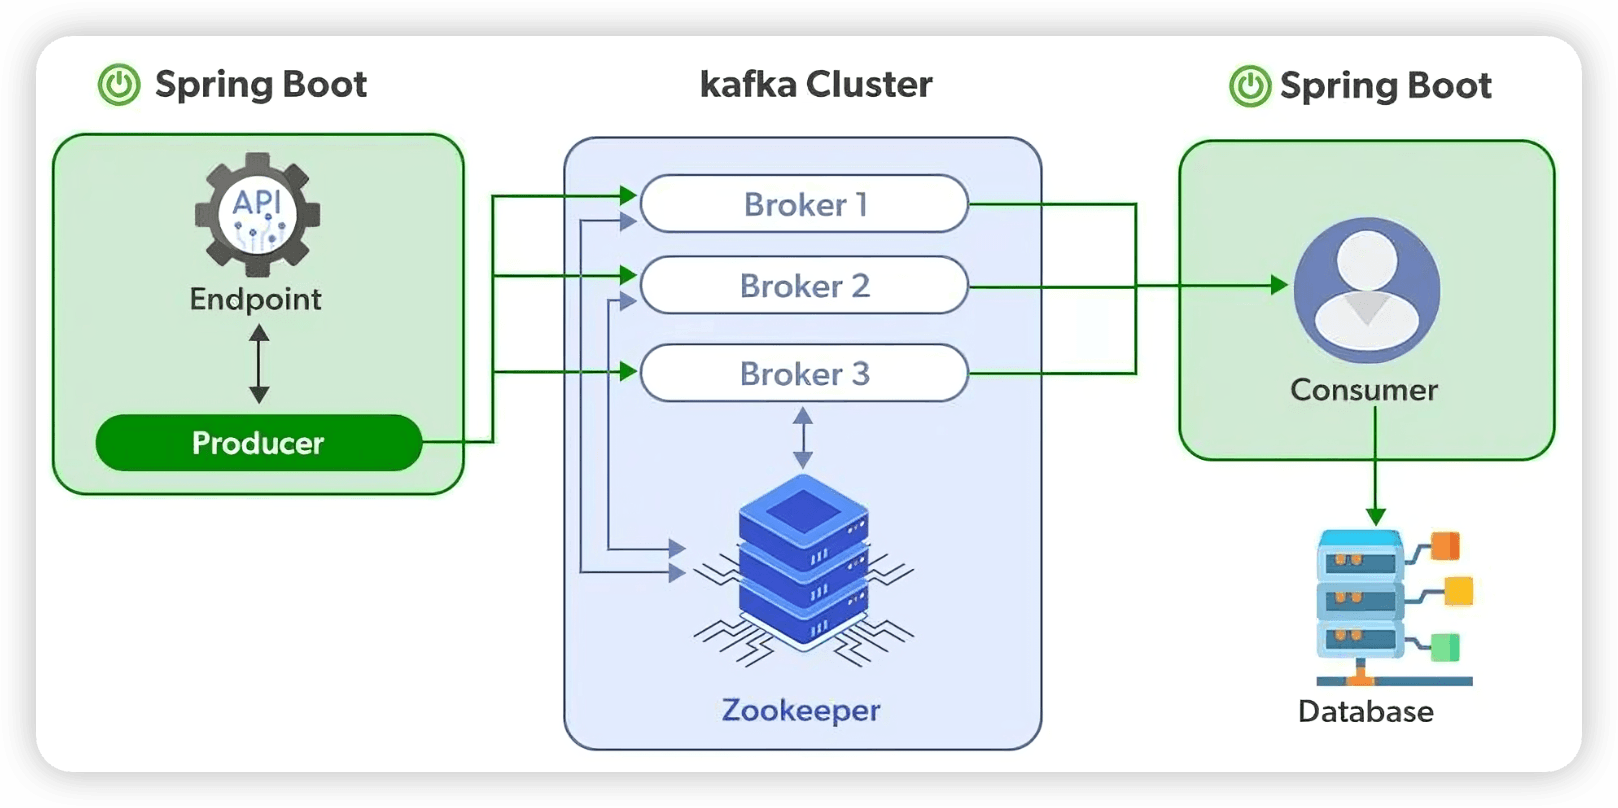 Spring Boot
kafka Cluster
Spring Boot
API
Endpoint
Producer
Broker 1
Broker 2
Broker 3
Zookeeper
Consumer
Database